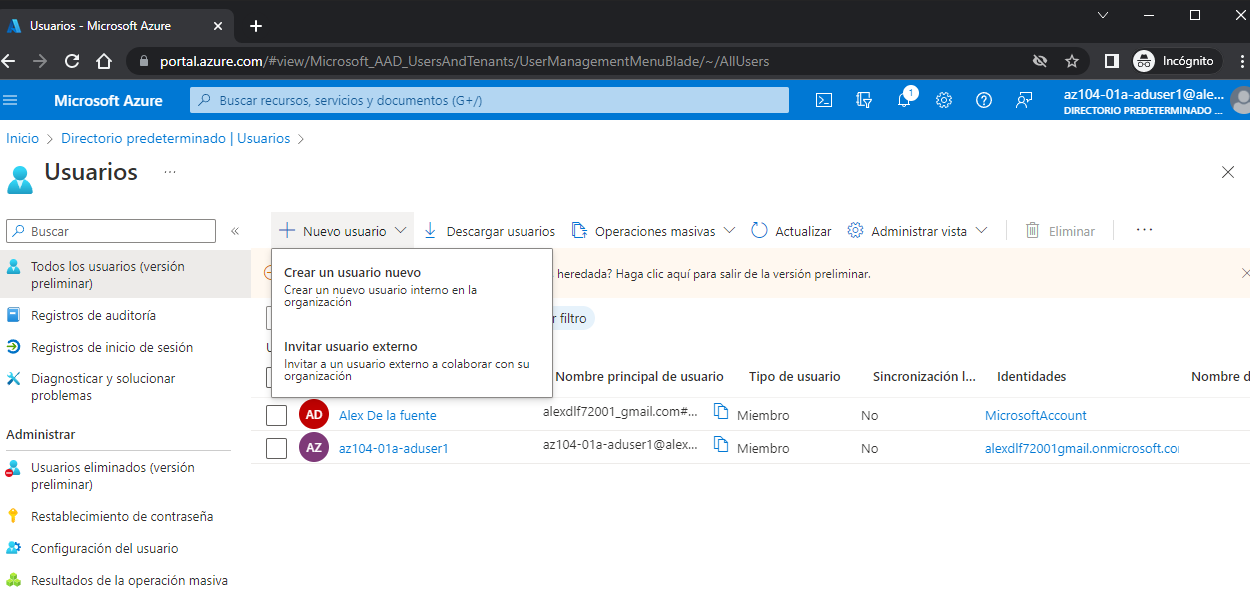 Usuarios - Microsoft Azure
portal.azure.com/#view/Microsoft_AAD_UsersAndTenants/UserManagementMenuBlade/~/AllUsers
Incógnito
Microsoft Azure
Buscar recursos, servicios y documentos (G+/)
1
az104-01a-aduser1@ale...
DIRECTORIO PREDETERMINADO ...
Inicio > Directorio predeterminado | Usuarios >
Usuarios ...
Buscar
«
Nuevo usuario
Descargar usuarios
Operaciones masivas
Actualizar
Administrar vista
Eliminar
...
Todos los usuarios (versión
preliminar)
Registros de auditoría
Registros de inicio de sesión
Diagnosticar y solucionar
problemas
Administrar
Usuarios eliminados (versión
preliminar)
Restablecimiento de contraseña
Configuración del usuario
Resultados de la operación masiva
Crear un usuario nuevo
Crear un nuevo usuario interno en la
organización
Invitar usuario externo
Invitar a un usuario externo a colaborar con su
organización
heredada? Haga clic aquí para salir de la versión preliminar.
filtro
Nombre principal de usuario
Tipo de usuario
Sincronización l...
Identidades
Nombre d
AD Alex De la fuente alexdlf72001_gmail.com#... Miembro No MicrosoftAccount
AZ az104-01a-aduser1 az104-01a-aduser1@alex... Miembro No alexdlf72001gmail.onmicrosoft.co